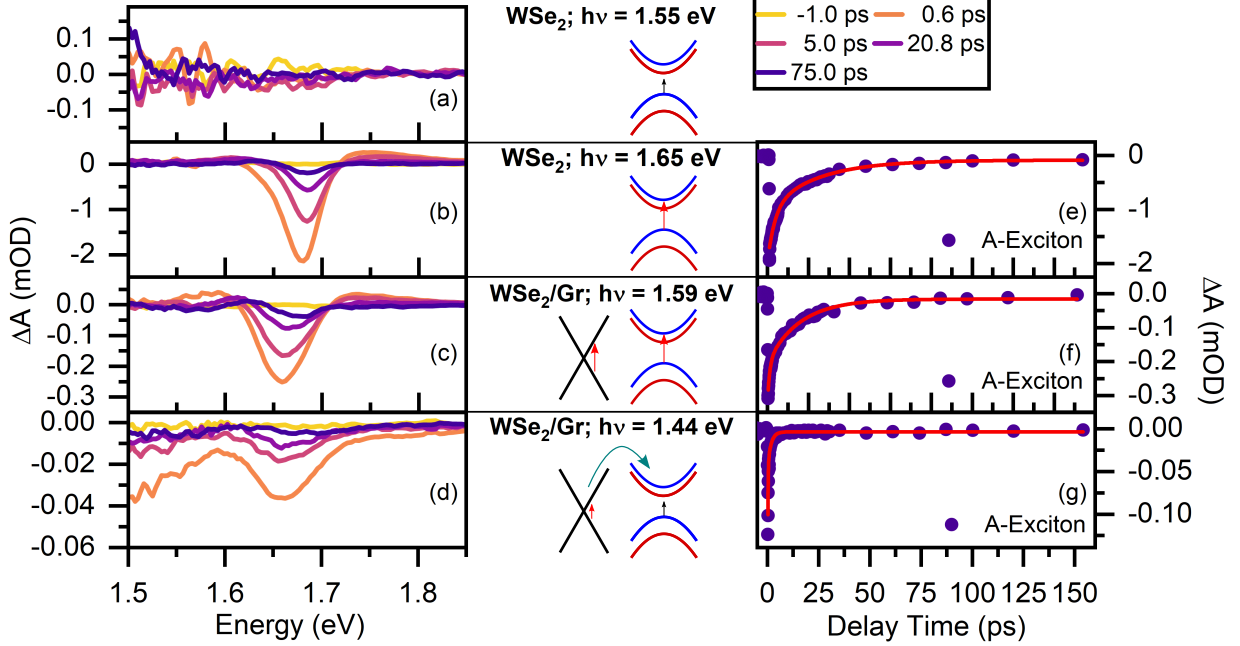 WSe2; hν = 1.55 eV
-1.0 ps 0.6 ps
5.0 ps 20.8 ps
75.0 ps
0.1
0.0
-0.1
(a)
WSe2; hν = 1.65 eV
0
-1
-2
(b)
0
-1
-2
(e)
A-Exciton
WSe2/Gr; hν = 1.59 eV
0.0
-0.1
-0.2
-0.3
(c)
0.0
-0.1
-0.2
-0.3
(f)
A-Exciton
WSe2/Gr; hν = 1.44 eV
0.00
-0.02
-0.04
-0.06
(d)
0.00
-0.05
-0.10
(g)
A-Exciton
ΔA (mOD)
ΔA (mOD)
1.5 1.6 1.7 1.8
Energy (eV)
0 25 50 75 100 125 150
Delay Time (ps)